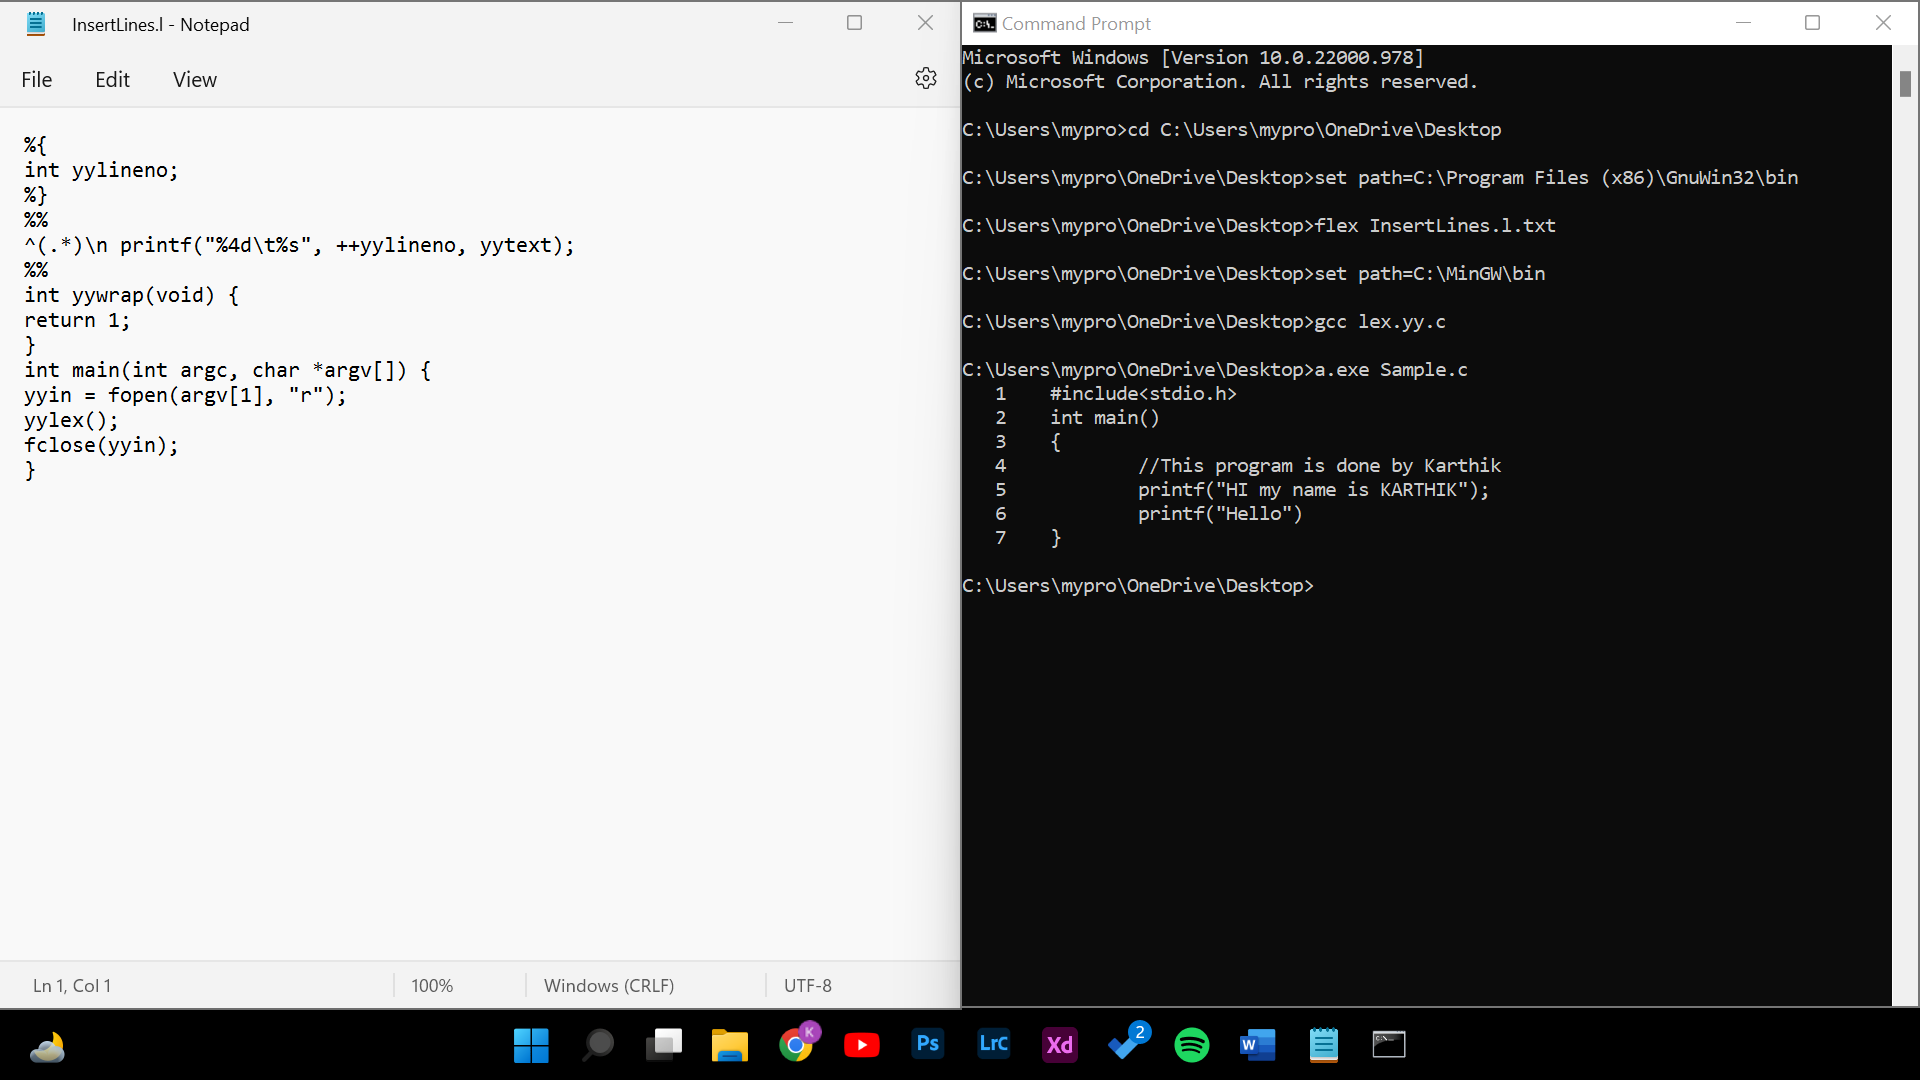 InsertLines.l - Notepad
File Edit View
%{
int yylineno;
%}
%%
^(.*)\n printf("%4d\t%s", ++yylineno, yytext);
%%
int yywrap(void) {
return 1;
}
int main(int argc, char *argv[]) {
yyin = fopen(argv[1], "r");
yylex();
fclose(yyin);
}
Ln 1, Col 1 100% Windows (CRLF) UTF-8
Command Prompt
Microsoft Windows [Version 10.0.22000.978]
(c) Microsoft Corporation. All rights reserved.
C:\Users\mypro>cd C:\Users\mypro\OneDrive\Desktop
C:\Users\mypro\OneDrive\Desktop>set path=C:\Program Files (x86)\GnuWin32\bin
C:\Users\mypro\OneDrive\Desktop>flex InsertLines.l.txt
C:\Users\mypro\OneDrive\Desktop>set path=C:\MinGW\bin
C:\Users\mypro\OneDrive\Desktop>gcc lex.yy.c
C:\Users\mypro\OneDrive\Desktop>a.exe Sample.c
1 #include<stdio.h>
2 int main()
3 {
4 //This program is done by Karthik
5 printf("HI my name is KARTHIK");
6 printf("Hello")
7 }
C:\Users\mypro\OneDrive\Desktop>
K Ps LrC Xd 2 W